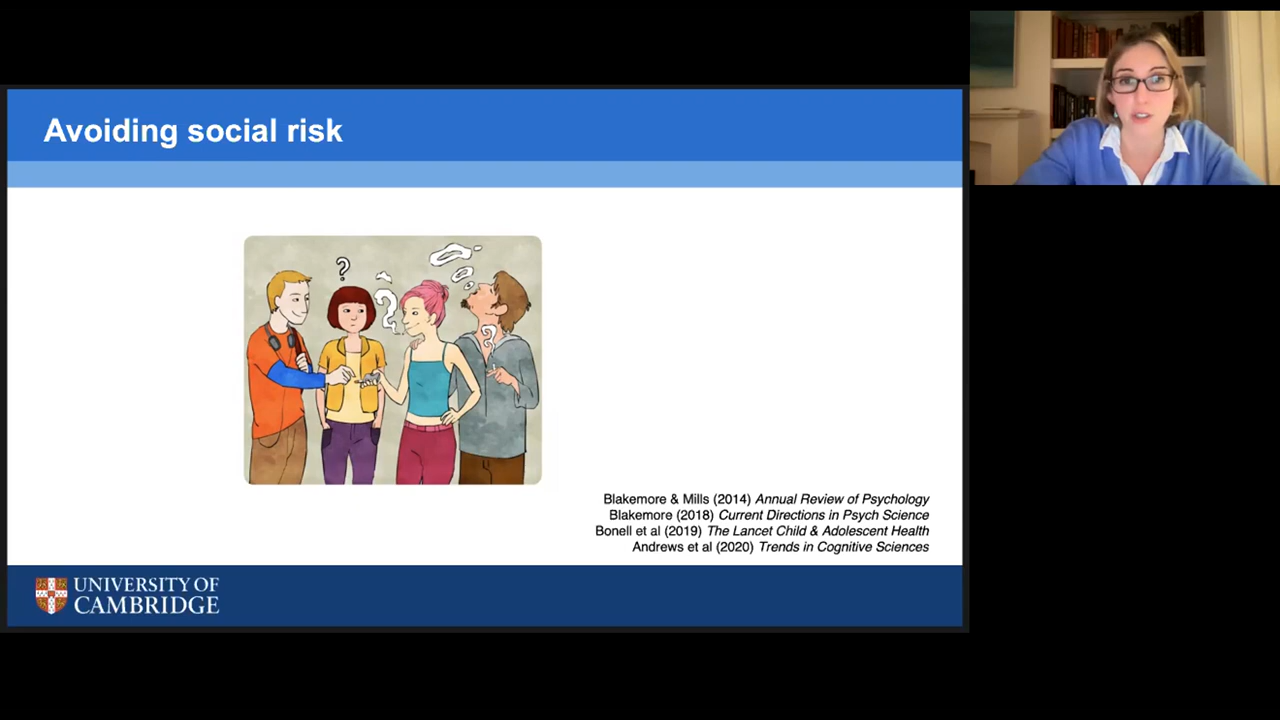 Avoiding social risk
?
Blakemore & Mills (2014) Annual Review of Psychology
Blakemore (2018) Current Directions in Psych Science
Bonell et al (2019) The Lancet Child & Adolescent Health
Andrews et al (2020) Trends in Cognitive Sciences
UNIVERSITY OF
CAMBRIDGE